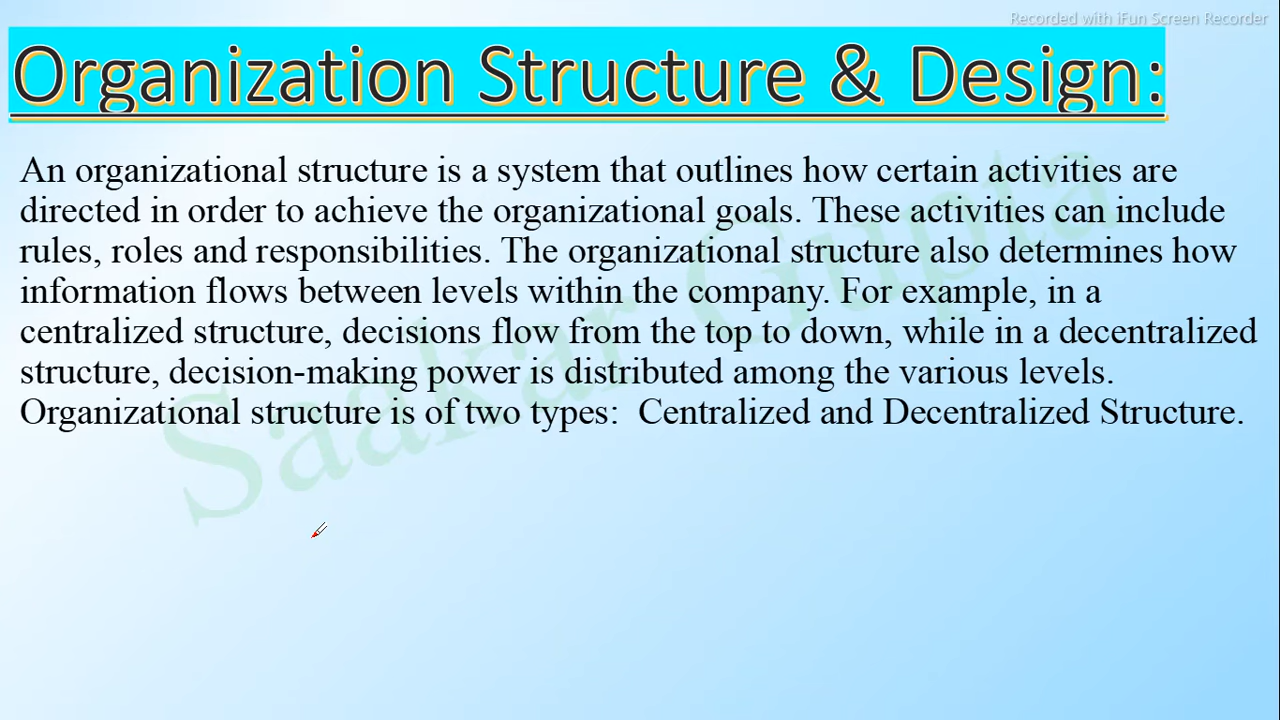 Recorded with iFun Screen Recorder
Organization Structure & Design:
An organizational structure is a system that outlines how certain activities are
directed in order to achieve the organizational goals. These activities can include
rules, roles and responsibilities. The organizational structure also determines how
information flows between levels within the company. For example, in a
centralized structure, decisions flow from the top to down, while in a decentralized
structure, decision-making power is distributed among the various levels.
Organizational structure is of two types:  Centralized and Decentralized Structure.
Saakar Gupta